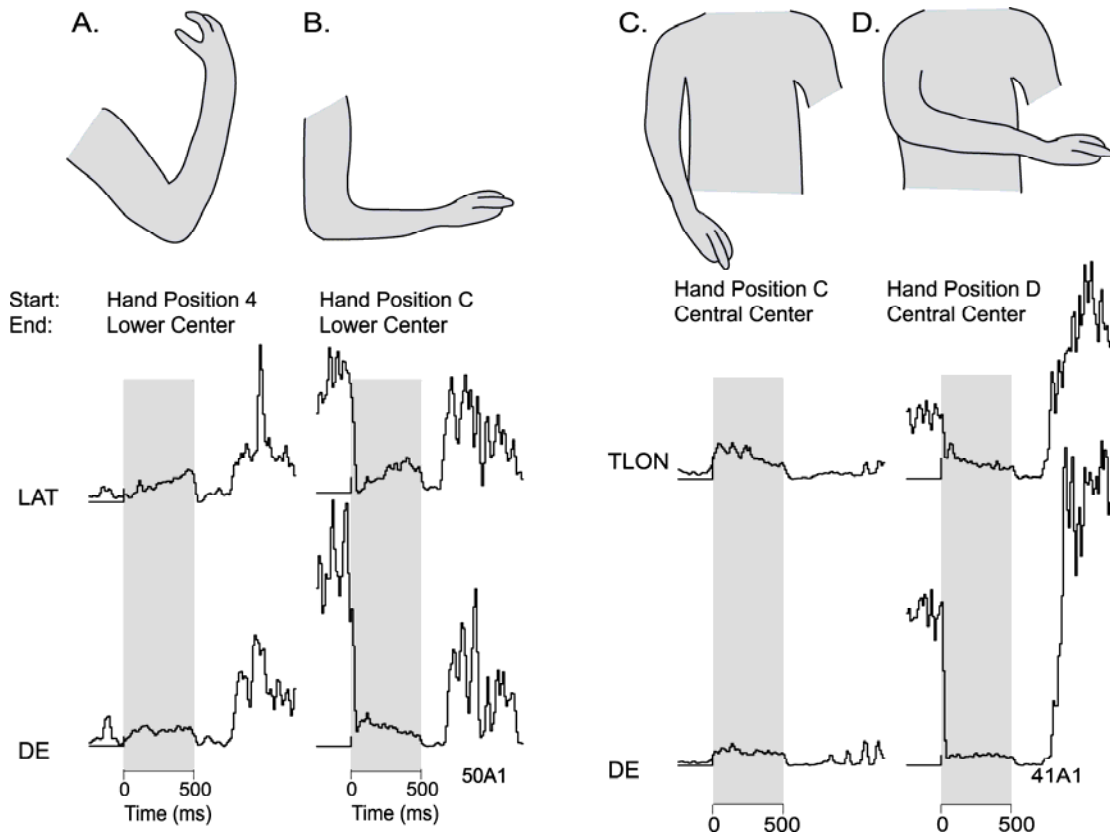 A.
B.
C.
D.
Start: Hand Position 4 Hand Position C Hand Position C Hand Position D
End: Lower Center Lower Center Central Center Central Center
LAT
TLON
DE
DE
50A1
41A1
0 500 0 500 0 500 0 500
Time (ms) Time (ms)